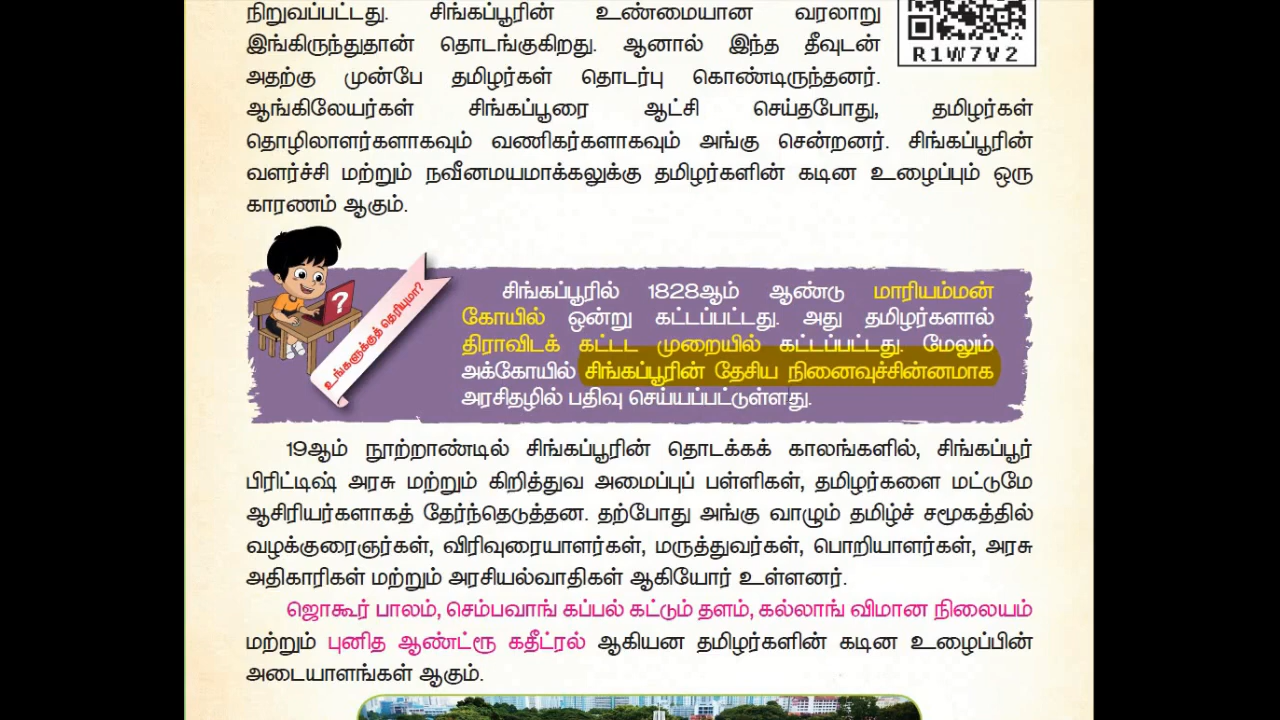 நிறுவப்பட்டது. சிங்கப்பூரின் உண்மையான வரலாறு
இங்கிருந்துதான் தொடங்குகிறது. ஆனால் இந்த தீவுடன்
R1W7V2
அதற்கு முன்பே தமிழர்கள் தொடர்பு கொண்டிருந்தனர்.
ஆங்கிலேயர்கள் சிங்கப்பூரை ஆட்சி செய்தபோது, தமிழர்கள்
தொழிலாளர்களாகவும் வணிகர்களாகவும் அங்கு சென்றனர். சிங்கப்பூரின்
வளர்ச்சி மற்றும் நவீனமயமாக்கலுக்கு தமிழர்களின் கடின உழைப்பும் ஒரு
காரணம் ஆகும்.
உங்களுக்குத் தெரியுமா?
?
சிங்கப்பூரில் 1828ஆம் ஆண்டு மாரியம்மன்
கோயில் ஒன்று கட்டப்பட்டது. அது தமிழர்களால்
திராவிடக் கட்டட முறையில் கட்டப்பட்டது. மேலும்
அக்கோயில் சிங்கப்பூரின் தேசிய நினைவுச்சின்னமாக
அரசிதழில் பதிவு செய்யப்பட்டுள்ளது.
19ஆம் நூற்றாண்டில் சிங்கப்பூரின் தொடக்கக் காலங்களில், சிங்கப்பூர்
பிரிட்டிஷ் அரசு மற்றும் கிறித்துவ அமைப்புப் பள்ளிகள், தமிழர்களை மட்டுமே
ஆசிரியர்களாகத் தேர்ந்தெடுத்தன. தற்போது அங்கு வாழும் தமிழ்ச் சமூகத்தில்
வழக்குரைஞர்கள், விரிவுரையாளர்கள், மருத்துவர்கள், பொறியாளர்கள், அரசு
அதிகாரிகள் மற்றும் அரசியல்வாதிகள் ஆகியோர் உள்ளனர்.
ஜொகூர் பாலம், செம்பவாங் கப்பல் கட்டும் தளம், கல்லாங் விமான நிலையம்
மற்றும் புனித ஆண்ட்ரூ கதீட்ரல் ஆகியன தமிழர்களின் கடின உழைப்பின்
அடையாளங்கள் ஆகும்.